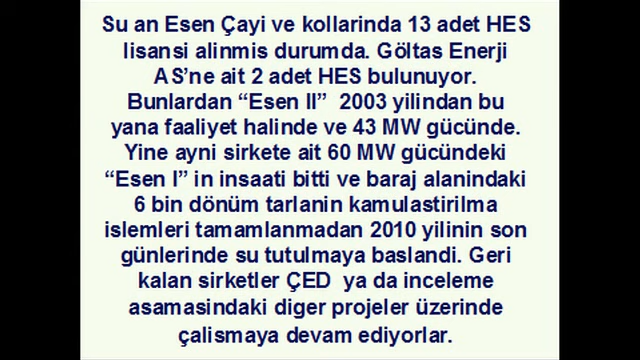 Su an Esen Çayi ve kollarinda 13 adet HES
lisansi alinmis durumda. Göltas Enerji
AS'ne ait 2 adet HES bulunuyor.
Bunlardan “Esen II”  2003 yilindan bu
yana faaliyet halinde ve 43 MW gücünde.
Yine ayni sirkete ait 60 MW gücündeki
“Esen I” in insaati bitti ve baraj alanindaki
6 bin dönüm tarlanin kamulastirilma
islemleri tamamlanmadan 2010 yilinin son
günlerinde su tutulmaya baslandi. Geri
kalan sirketler ÇED  ya da inceleme
asamasindaki diger projeler üzerinde
çalismaya devam ediyorlar.